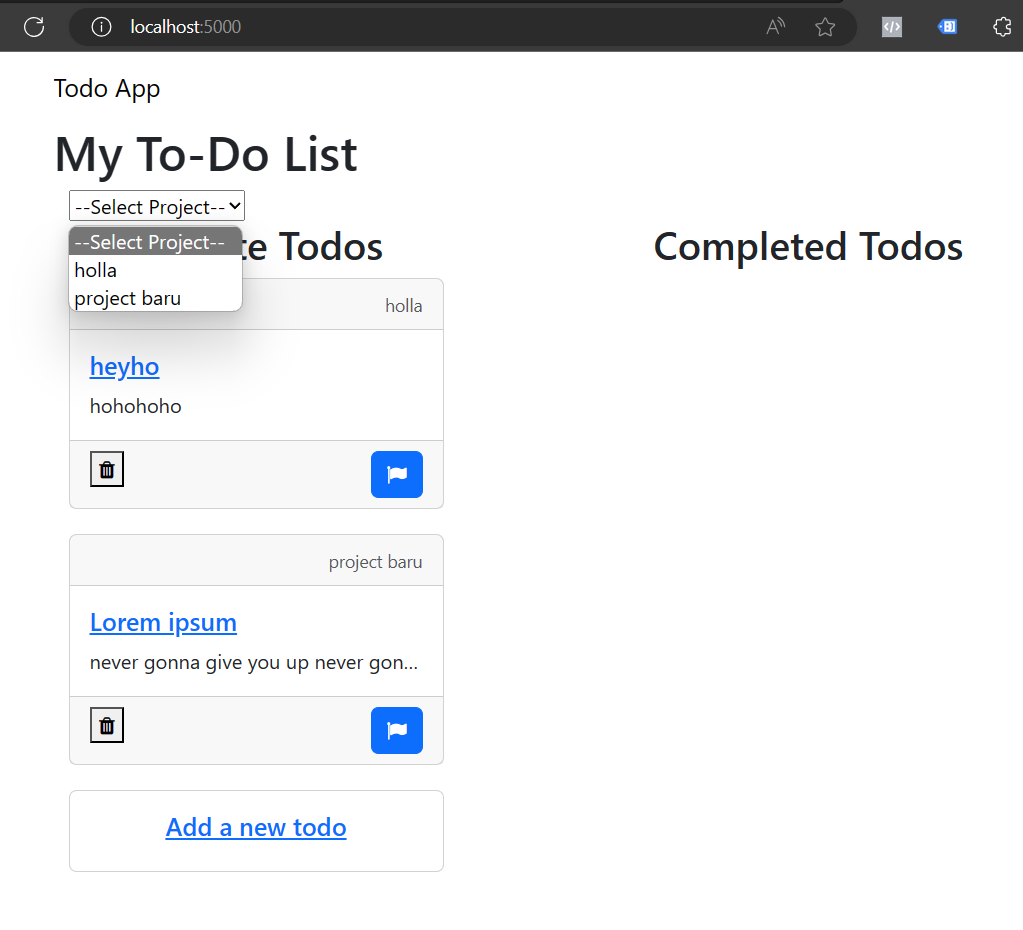 localhost:5000
Todo App
My To-Do List
--Select Project--
--Select Project--
holla
project baru
te Todos
Completed Todos
holla
heyho
hohohoho
project baru
Lorem ipsum
never gonna give you up never gon...
Add a new todo